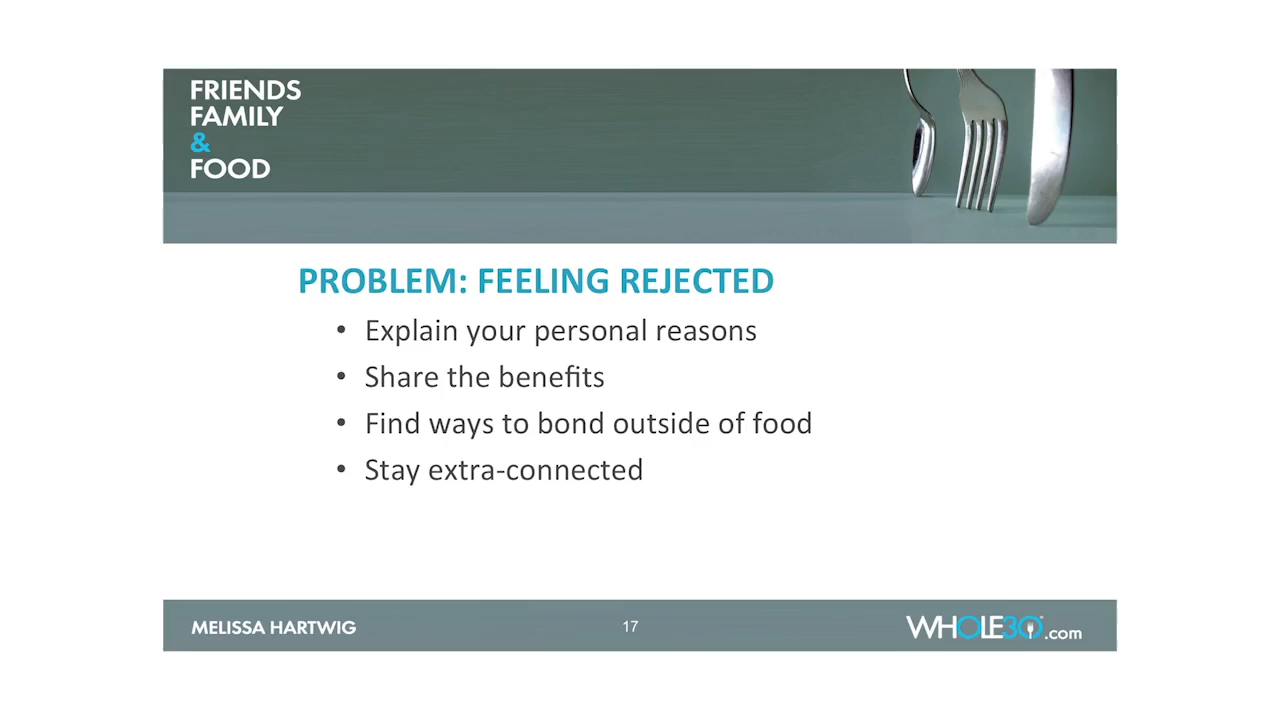 FRIENDS
FAMILY
&
FOOD
PROBLEM: FEELING REJECTED
• Explain your personal reasons
• Share the benefits
• Find ways to bond outside of food
• Stay extra-connected
MELISSA HARTWIG
17
WHOLE30.com